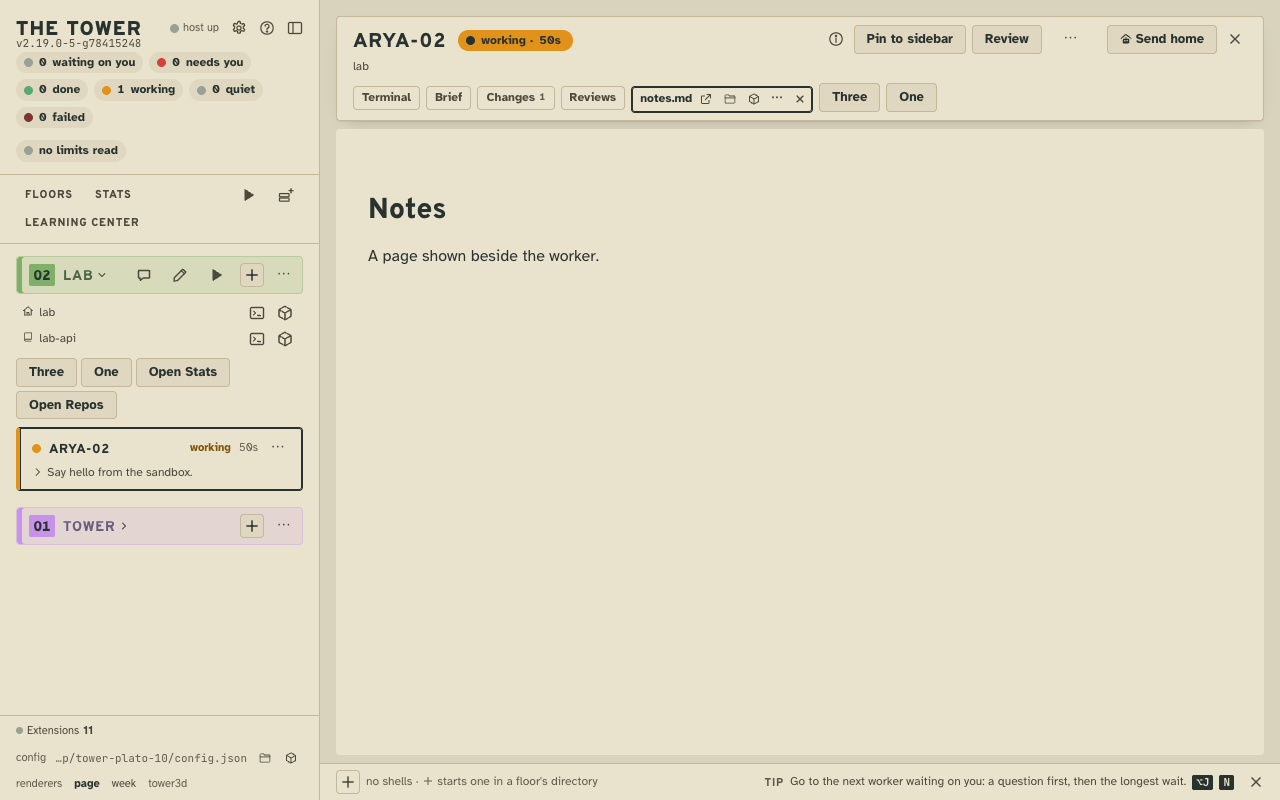 THE TOWER
host up
v2.19.0-5-g78415248
0 waiting on you
0 needs you
0 done
1 working
0 quiet
0 failed
no limits read
FLOORS
STATS
LEARNING CENTER
02 LAB
lab
lab-api
Three
One
Open Stats
Open Repos
ARYA-02
working 50s
Say hello from the sandbox.
01 TOWER
Extensions 11
config …p/tower-plato-10/config.json
renderers page week tower3d
ARYA-02
working · 50s
Pin to sidebar
Review
Send home
lab
Terminal
Brief
Changes 1
Reviews
notes.md
Three
One
Notes
A page shown beside the worker.
no shells · + starts one in a floor's directory
TIP Go to the next worker waiting on you: a question first, then the longest wait. ⌥J N